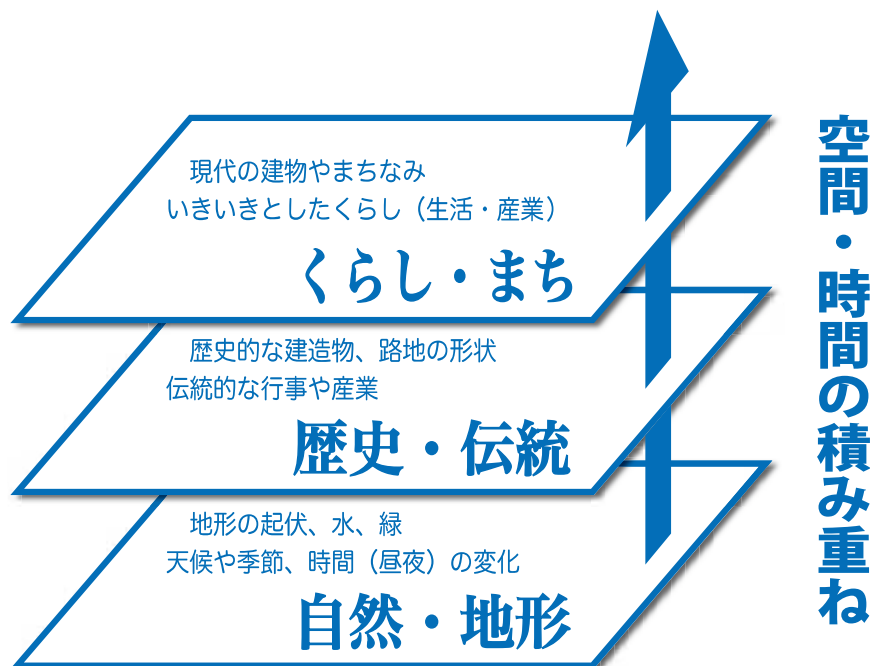 現代の建物やまちなみ
いきいきとしたくらし（生活・産業）
くらし・まち
歴史的な建造物、路地の形状
伝統的な行事や産業
歴史・伝統
地形の起伏、水、緑
天候や季節、時間（昼夜）の変化
自然・地形
空間・時間の積み重ね